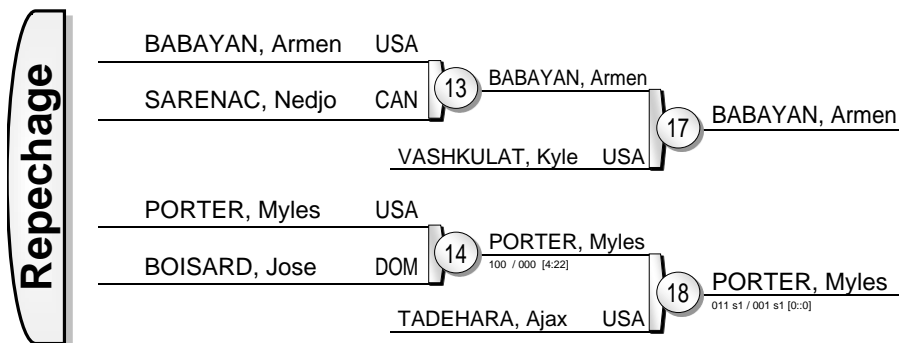 Repechage
BABAYAN, Armen USA
SARENAC, Nedjo CAN
13
BABAYAN, Armen
VASHKULAT, Kyle USA
17
BABAYAN, Armen
PORTER, Myles USA
BOISARD, Jose DOM
14
PORTER, Myles
100 / 000 [4:22]
TADEHARA, Ajax USA
18
PORTER, Myles
011 s1 / 001 s1 [0::0]